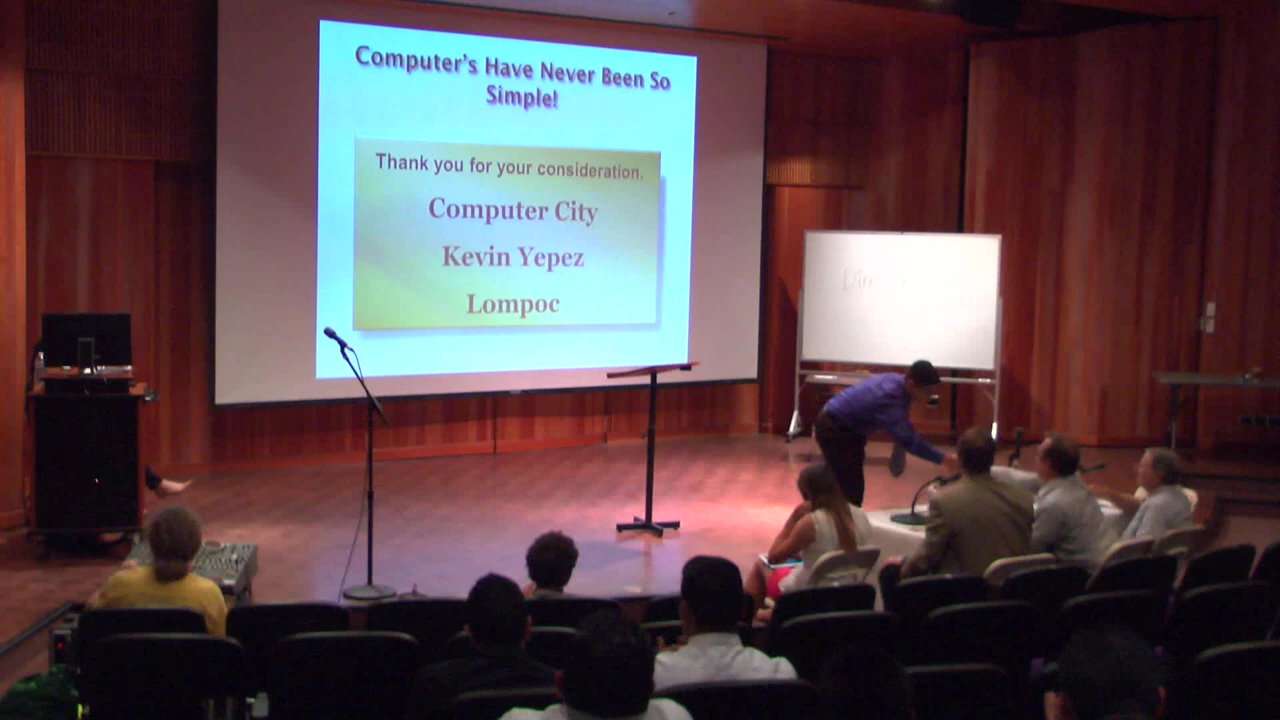 Computer's Have Never Been So
Simple!
Thank you for your consideration.
Computer City
Kevin Yepez
Lompoc